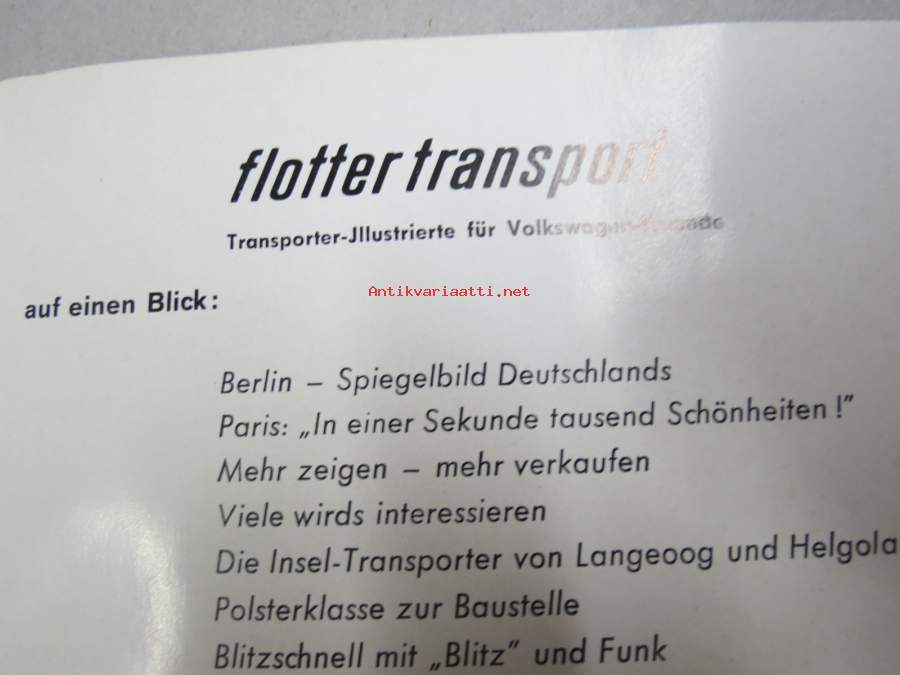 flotter transport
Transporter-Jllustrierte für Volkswagen-Freunde
Antikvariaatti.net
auf einen Blick:
Berlin – Spiegelbild Deutschlands
Paris: „In einer Sekunde tausend Schönheiten!”
Mehr zeigen – mehr verkaufen
Viele wirds interessieren
Die Insel-Transporter von Langeoog und Helgola
Polsterklasse zur Baustelle
Blitzschnell mit „Blitz” und Funk